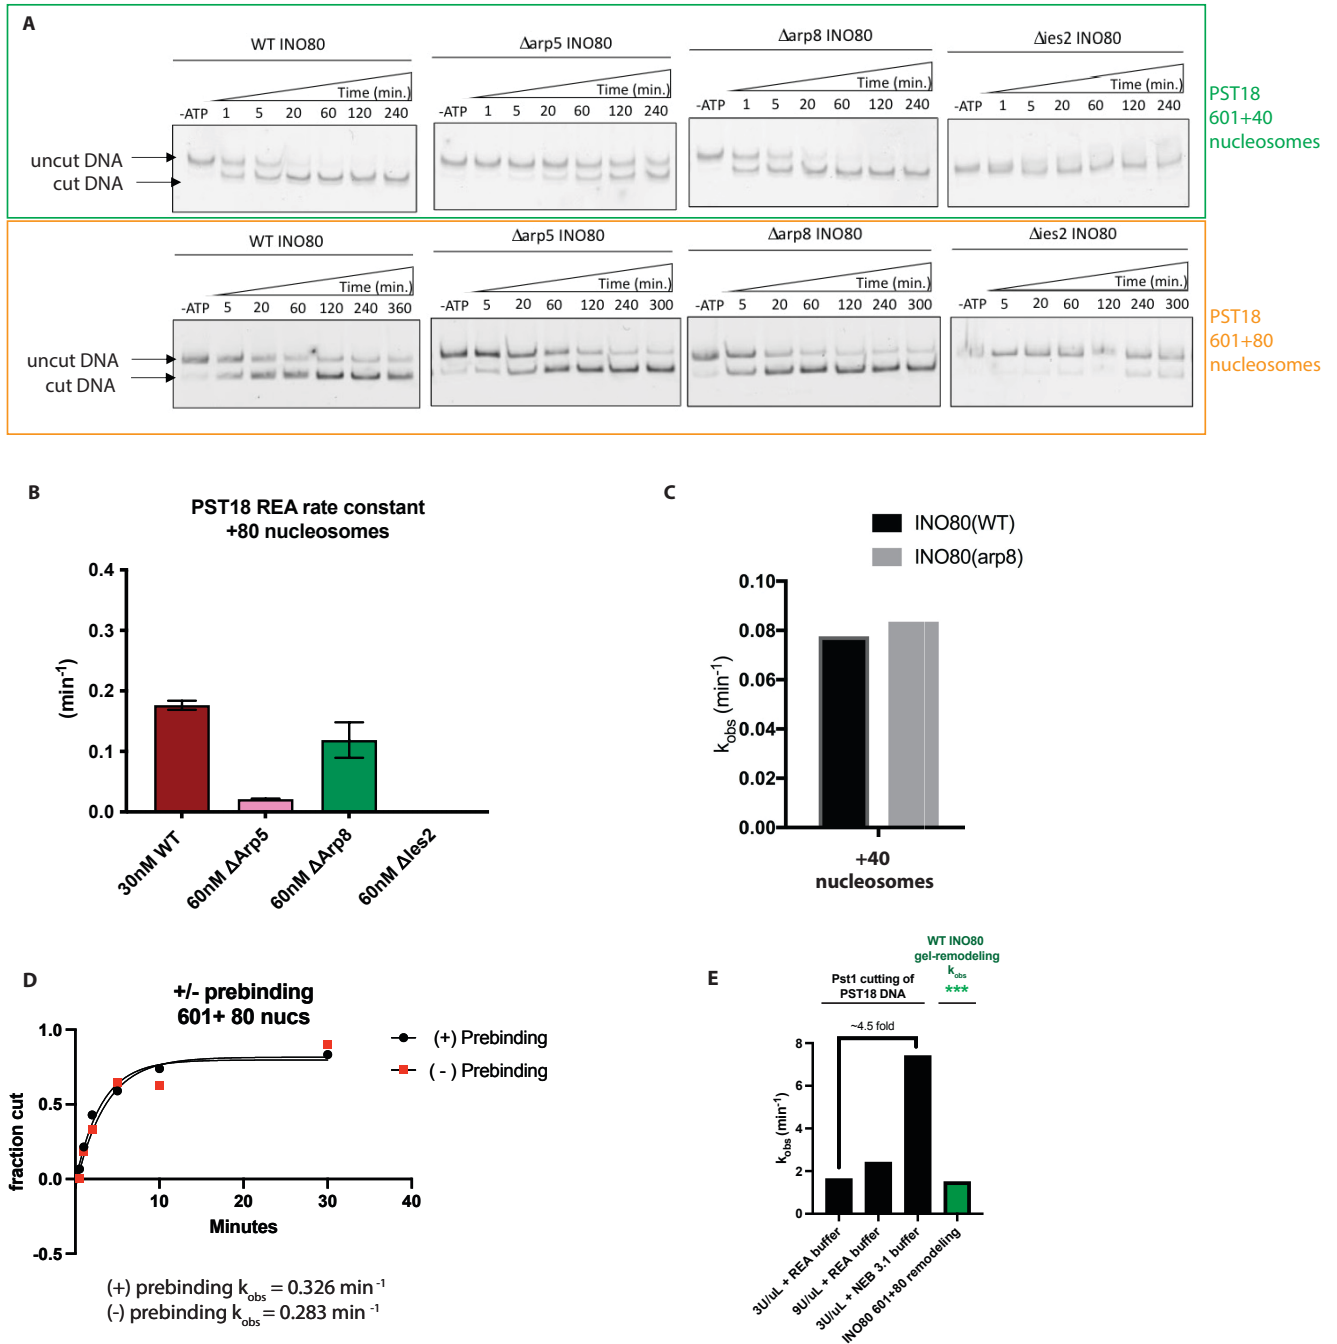 A
WT INO80
Δarp5 INO80
Δarp8 INO80
Δies2 INO80
Time (min.)
Time (min.)
Time (min.)
Time (min.)
-ATP 1 5 20 60 120 240
-ATP 1 5 20 60 120 240
-ATP 1 5 20 60 120 240
-ATP 1 5 20 60 120 240
uncut DNA
cut DNA
PST18
601+40
nucleosomes
WT INO80
Δarp5 INO80
Δarp8 INO80
Δies2 INO80
Time (min.)
Time (min.)
Time (min.)
Time (min.)
-ATP 5 20 60 120 240 360
-ATP 5 20 60 120 240 300
-ATP 5 20 60 120 240 300
-ATP 5 20 60 120 240 300
uncut DNA
cut DNA
PST18
601+80
nucleosomes
B
PST18 REA rate constant
+80 nucleosomes
(min⁻¹)
0.4
0.3
0.2
0.1
0.0
30nM WT
60nM ΔArp5
60nM ΔArp8
60nM ΔIes2
C
INO80(WT)
INO80(arp8)
k_obs (min⁻¹)
0.10
0.08
0.06
0.04
0.02
0.00
+40
nucleosomes
D
+/- prebinding
601+ 80 nucs
(+) Prebinding
( - ) Prebinding
fraction cut
1.0
0.5
0.0
-0.5
10 20 30 40
Minutes
(+) prebinding k_obs = 0.326 min ⁻¹
(-) prebinding k_obs = 0.283 min ⁻¹
E
WT INO80
gel-remodeling
k_obs
***
Pst1 cutting of
PST18 DNA
~4.5 fold
k_obs (min⁻¹)
8
6
4
2
0
3U/uL + REA buffer
9U/uL + REA buffer
3U/uL + NEB 3.1 buffer
INO80 601+80 remodeling